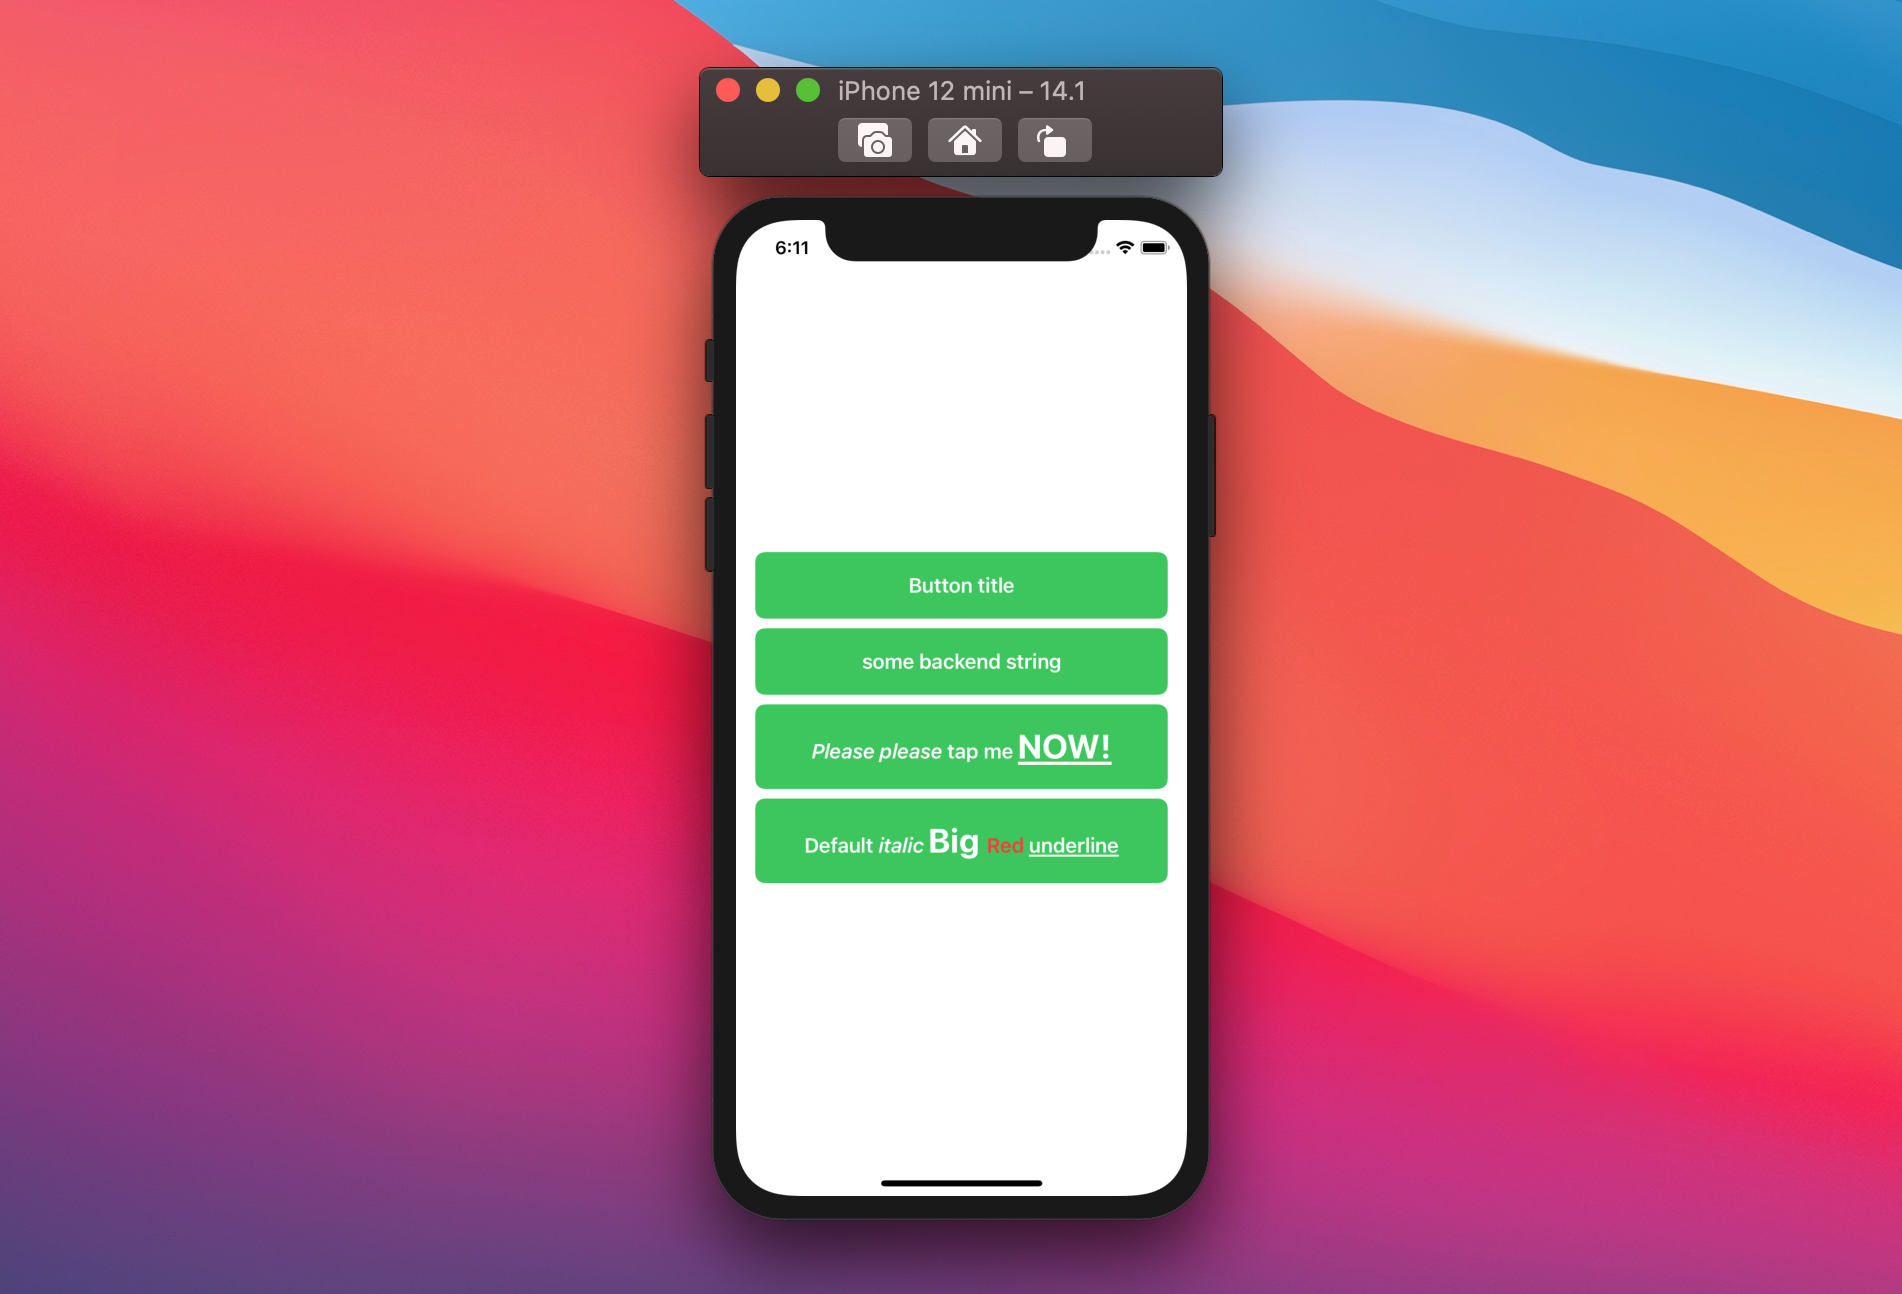 iPhone 12 mini – 14.1
6:11
Button title
some backend string
Please please tap me NOW!
Default italic Big Red underline